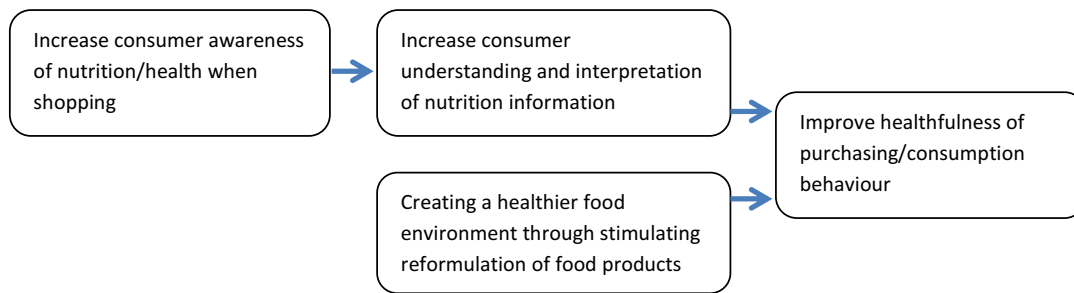 Increase consumer awareness
of nutrition/health when
shopping
Increase consumer
understanding and interpretation
of nutrition information
Improve healthfulness of
purchasing/consumption
behaviour
Creating a healthier food
environment through stimulating
reformulation of food products